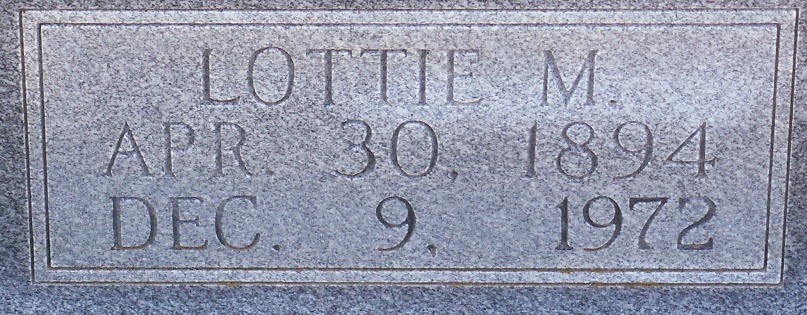 LOTTIE M.
APR. 30, 1894
DEC. 9, 1972